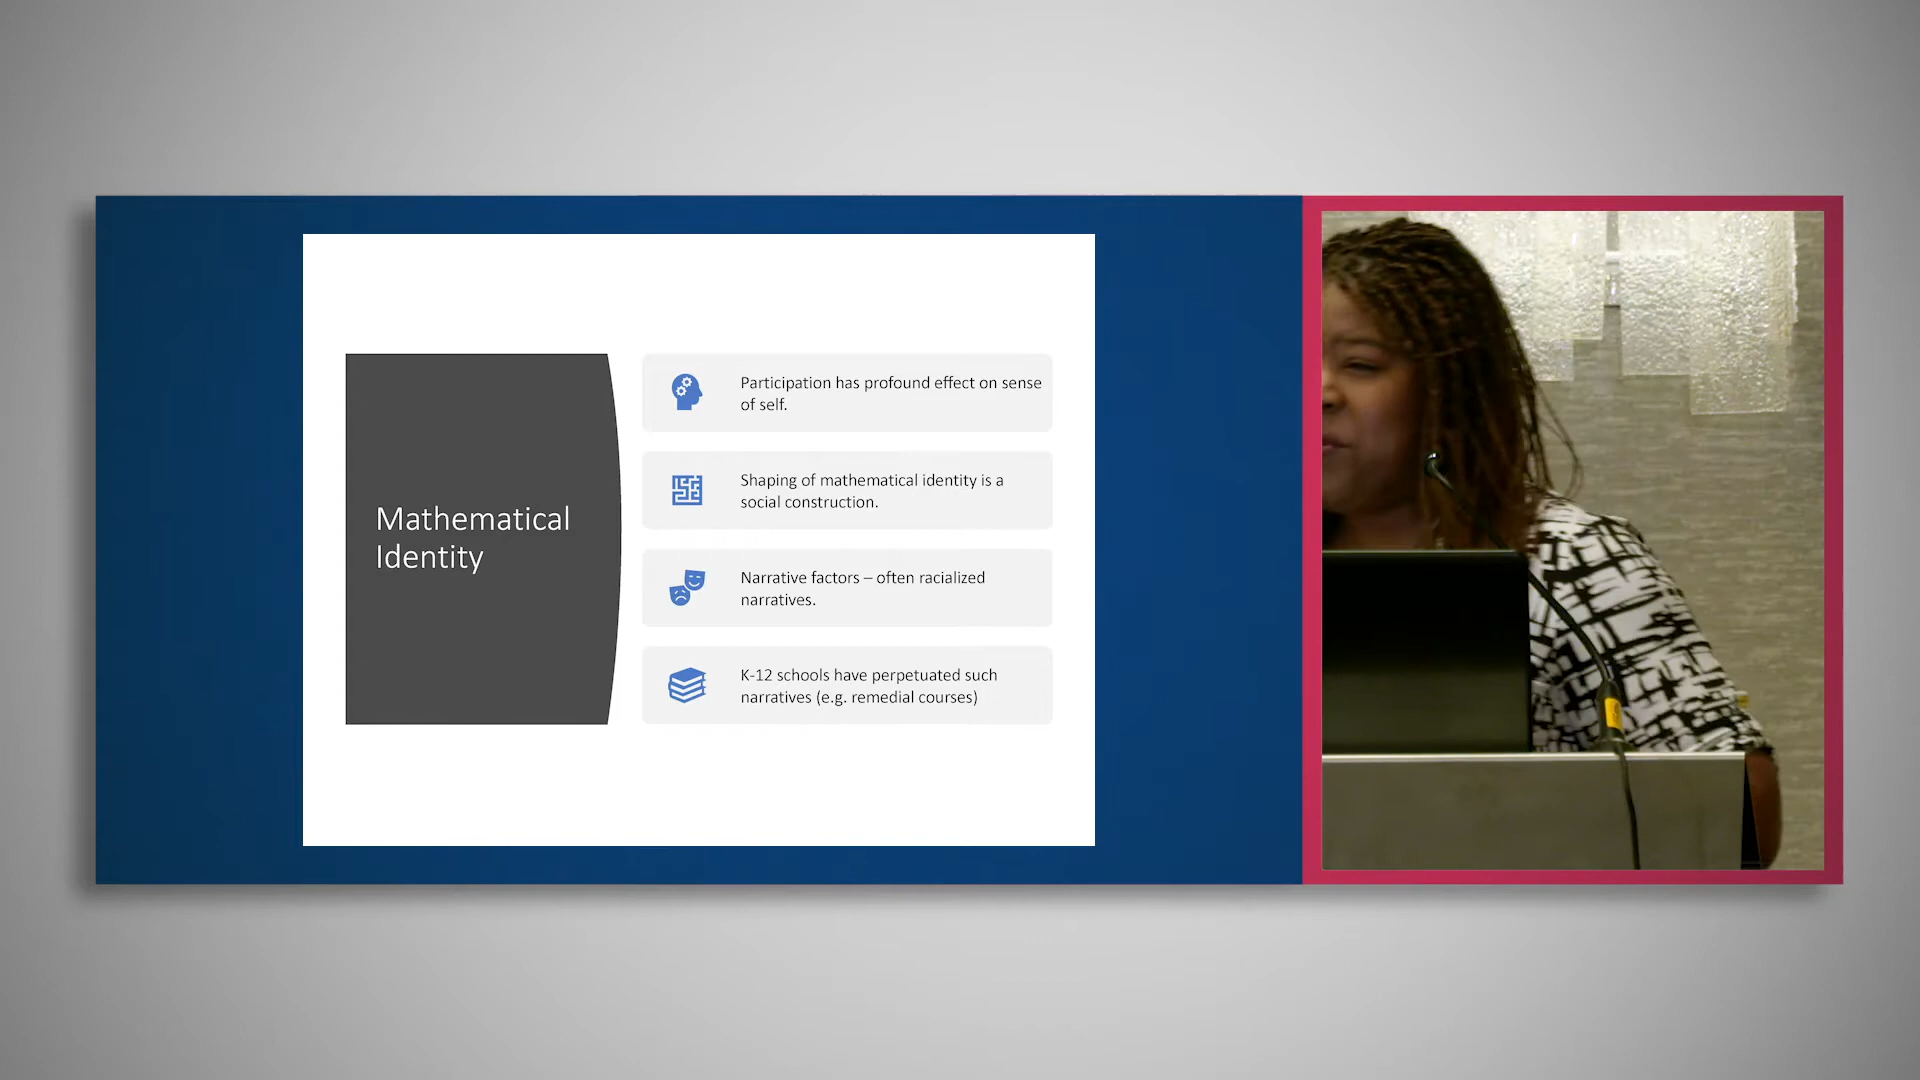 Mathematical
Identity
Participation has profound effect on sense
of self.
Shaping of mathematical identity is a
social construction.
Narrative factors – often racialized
narratives.
K-12 schools have perpetuated such
narratives (e.g. remedial courses)